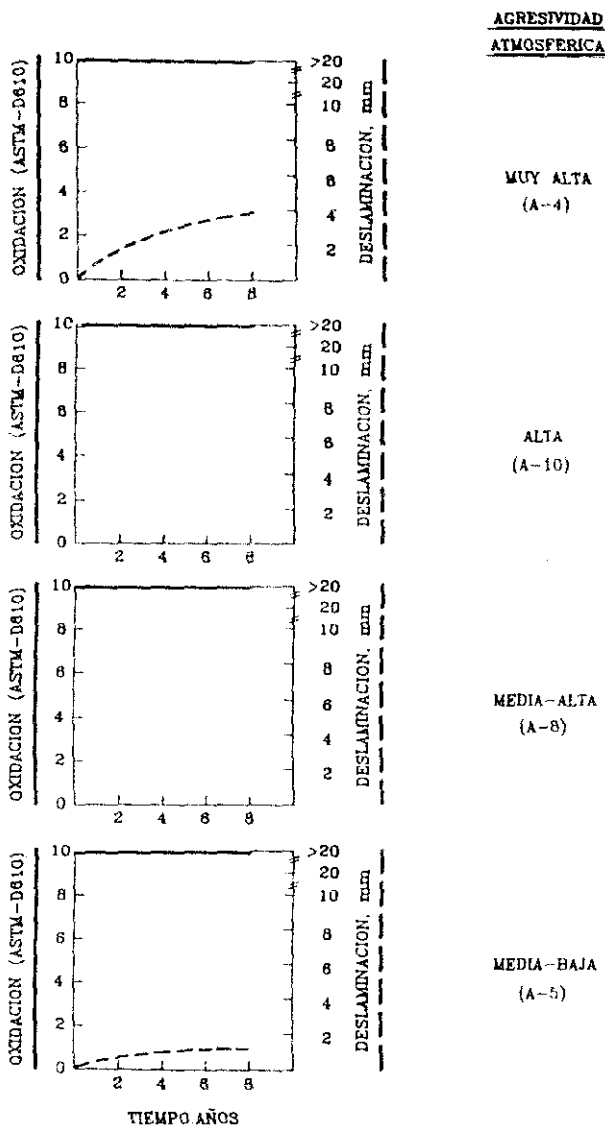 AGRESIVIDAD
ATMOSFERICA
OXIDACION (ASTM-D610)
10
8
6
4
2
0
2 4 6 8
>20
20
10
8
6
4
2
DESLAMINACION, mm
MUY ALTA
(A-4)
OXIDACION (ASTM-D610)
10
8
6
4
2
0
2 4 6 8
>20
20
10
8
6
4
2
DESLAMINACION, mm
ALTA
(A-10)
OXIDACION (ASTM-D610)
10
8
6
4
2
0
2 4 6 8
>20
20
10
8
6
4
2
DESLAMINACION, mm
MEDIA-ALTA
(A-8)
OXIDACION (ASTM-D610)
10
8
6
4
2
0
2 4 6 8
>20
20
10
8
6
4
2
DESLAMINACION, mm
MEDIA-BAJA
(A-5)
TIEMPO.AÑOS